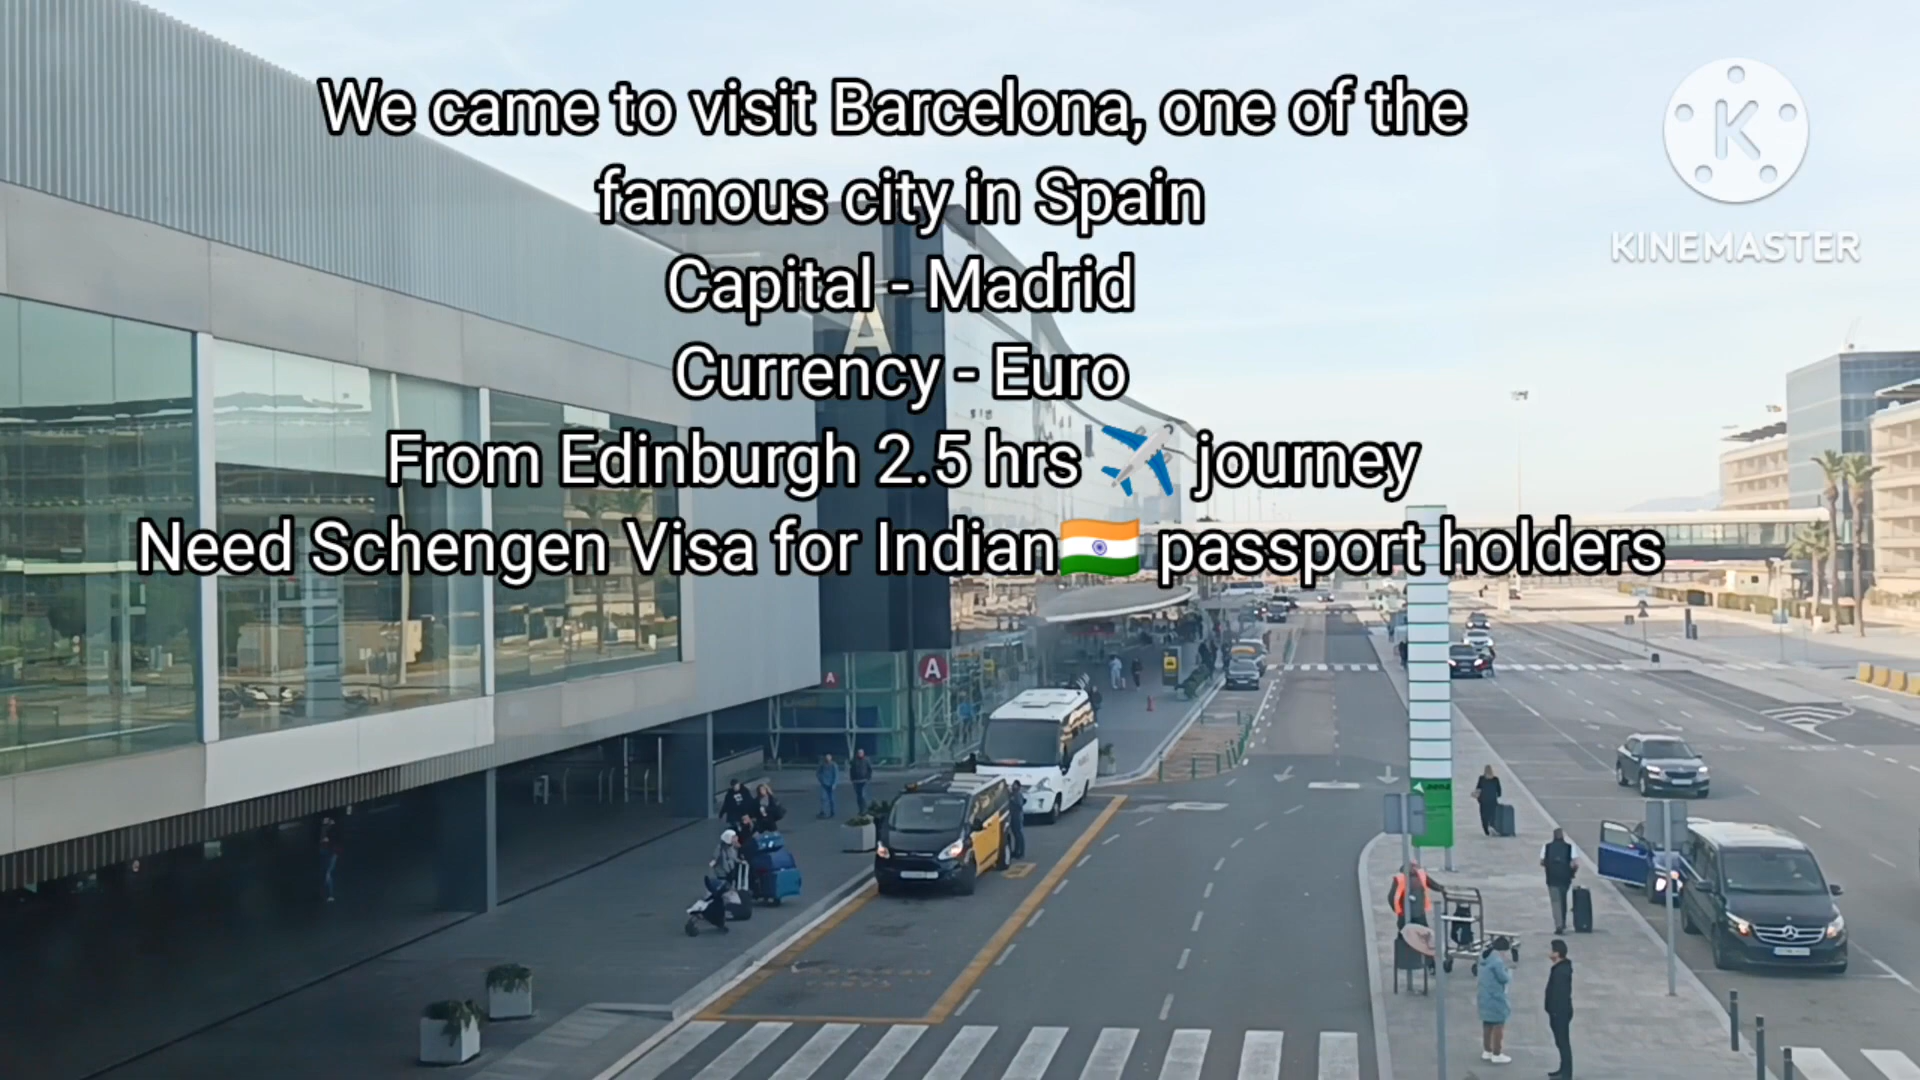 We came to visit Barcelona, one of the
famous city in Spain
Capital - Madrid
Currency - Euro
From Edinburgh 2.5 hrs ✈️ journey
Need Schengen Visa for Indian🇮🇳 passport holders
K
KINEMASTER
A
A
A